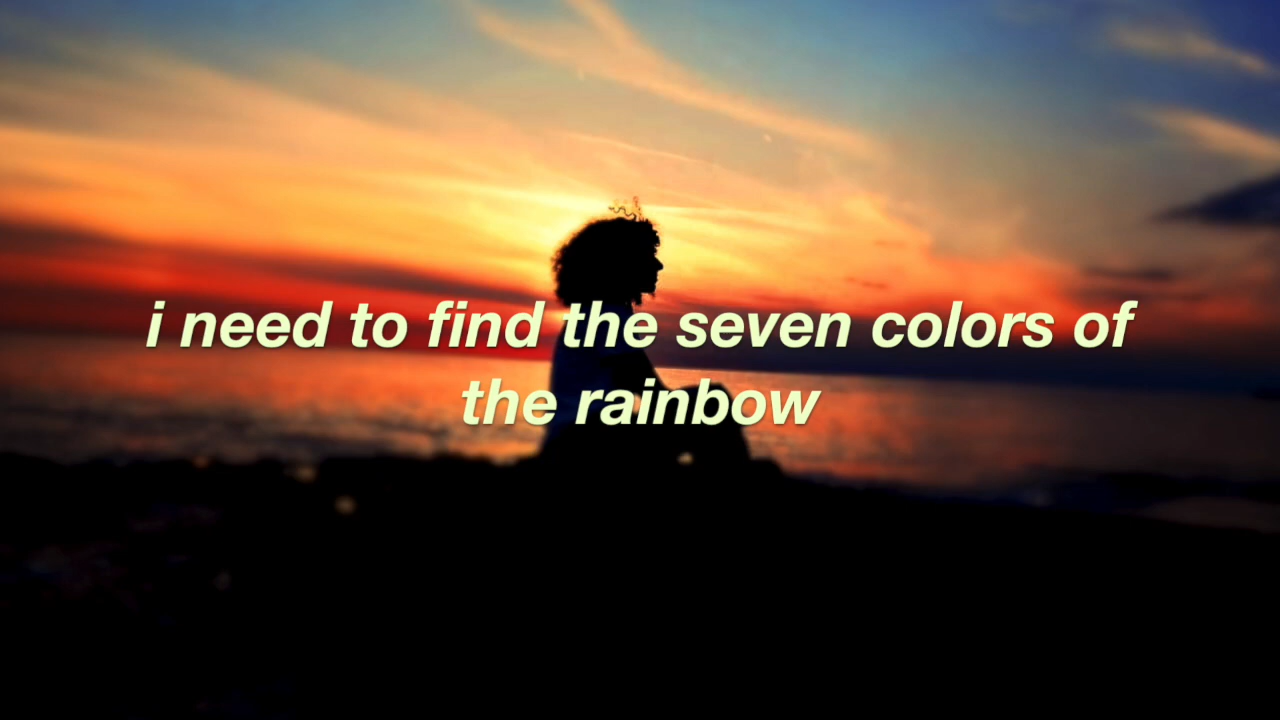 i need to find the seven colors of
the rainbow